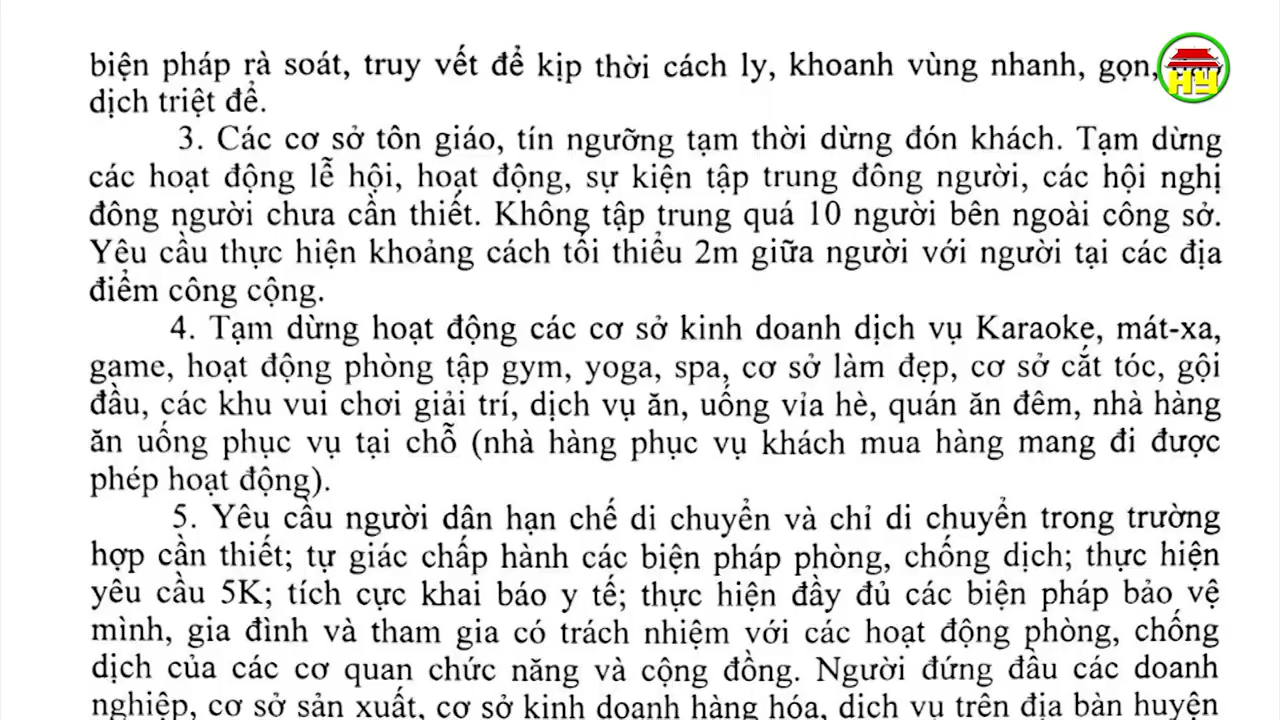 biện pháp rà soát, truy vết để kịp thời cách ly, khoanh vùng nhanh, gọn,
HY
dịch triệt để.
3. Các cơ sở tôn giáo, tín ngưỡng tạm thời dừng đón khách. Tạm dừng
các hoạt động lễ hội, hoạt động, sự kiện tập trung đông người, các hội nghị
đông người chưa cần thiết. Không tập trung quá 10 người bên ngoài công sở.
Yêu cầu thực hiện khoảng cách tối thiểu 2m giữa người với người tại các địa
điểm công cộng.
4. Tạm dừng hoạt động các cơ sở kinh doanh dịch vụ Karaoke, mát-xa,
game, hoạt động phòng tập gym, yoga, spa, cơ sở làm đẹp, cơ sở cắt tóc, gội
đầu, các khu vui chơi giải trí, dịch vụ ăn, uống vỉa hè, quán ăn đêm, nhà hàng
ăn uống phục vụ tại chỗ (nhà hàng phục vụ khách mua hàng mang đi được
phép hoạt động).
5. Yêu cầu người dân hạn chế di chuyển và chỉ di chuyển trong trường
hợp cần thiết; tự giác chấp hành các biện pháp phòng, chống dịch; thực hiện
yêu cầu 5K; tích cực khai báo y tế; thực hiện đầy đủ các biện pháp bảo vệ
mình, gia đình và tham gia có trách nhiệm với các hoạt động phòng, chống
dịch của các cơ quan chức năng và cộng đồng. Người đứng đầu các doanh
nghiệp, cơ sở sản xuất, cơ sở kinh doanh hàng hóa, dịch vụ trên địa bàn huyện